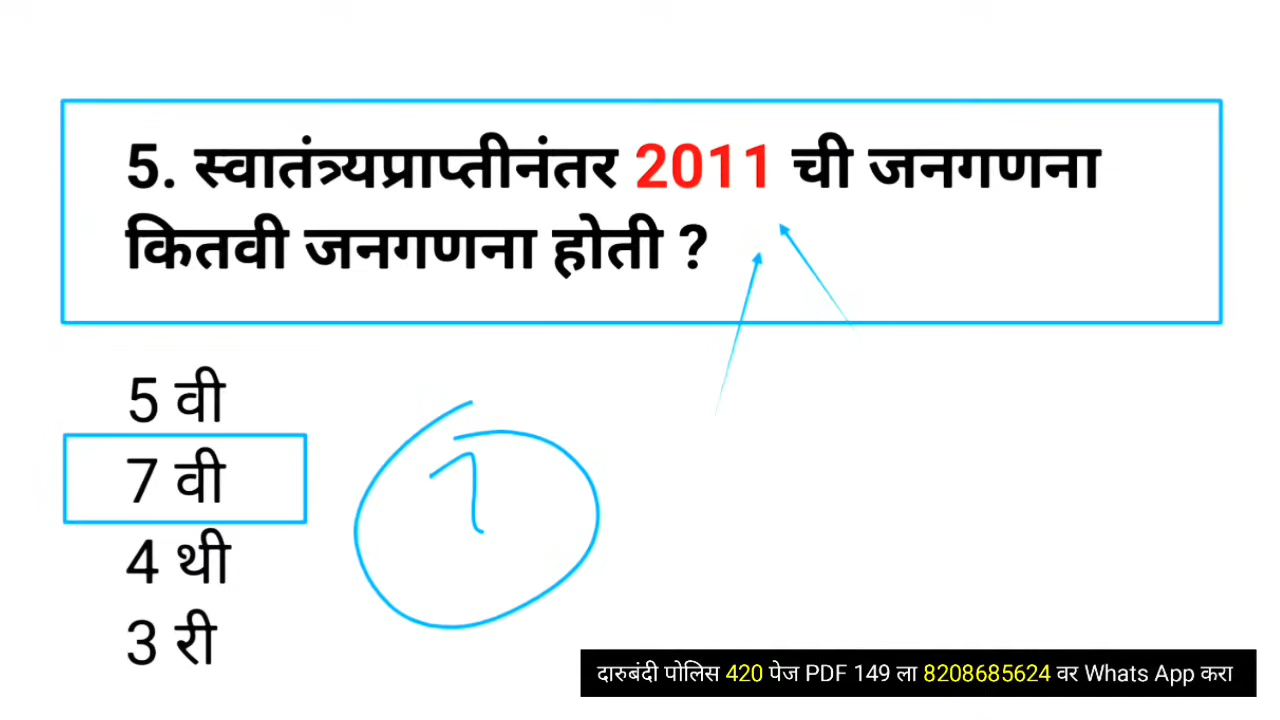 5. स्वातंत्र्यप्राप्तीनंतर 2011 ची जनगणना
कितवी जनगणना होती ?
5 वी
7 वी
4 थी
3 री
7
दारुबंदी पोलिस 420 पेज PDF 149 ला 8208685624 वर Whats App करा